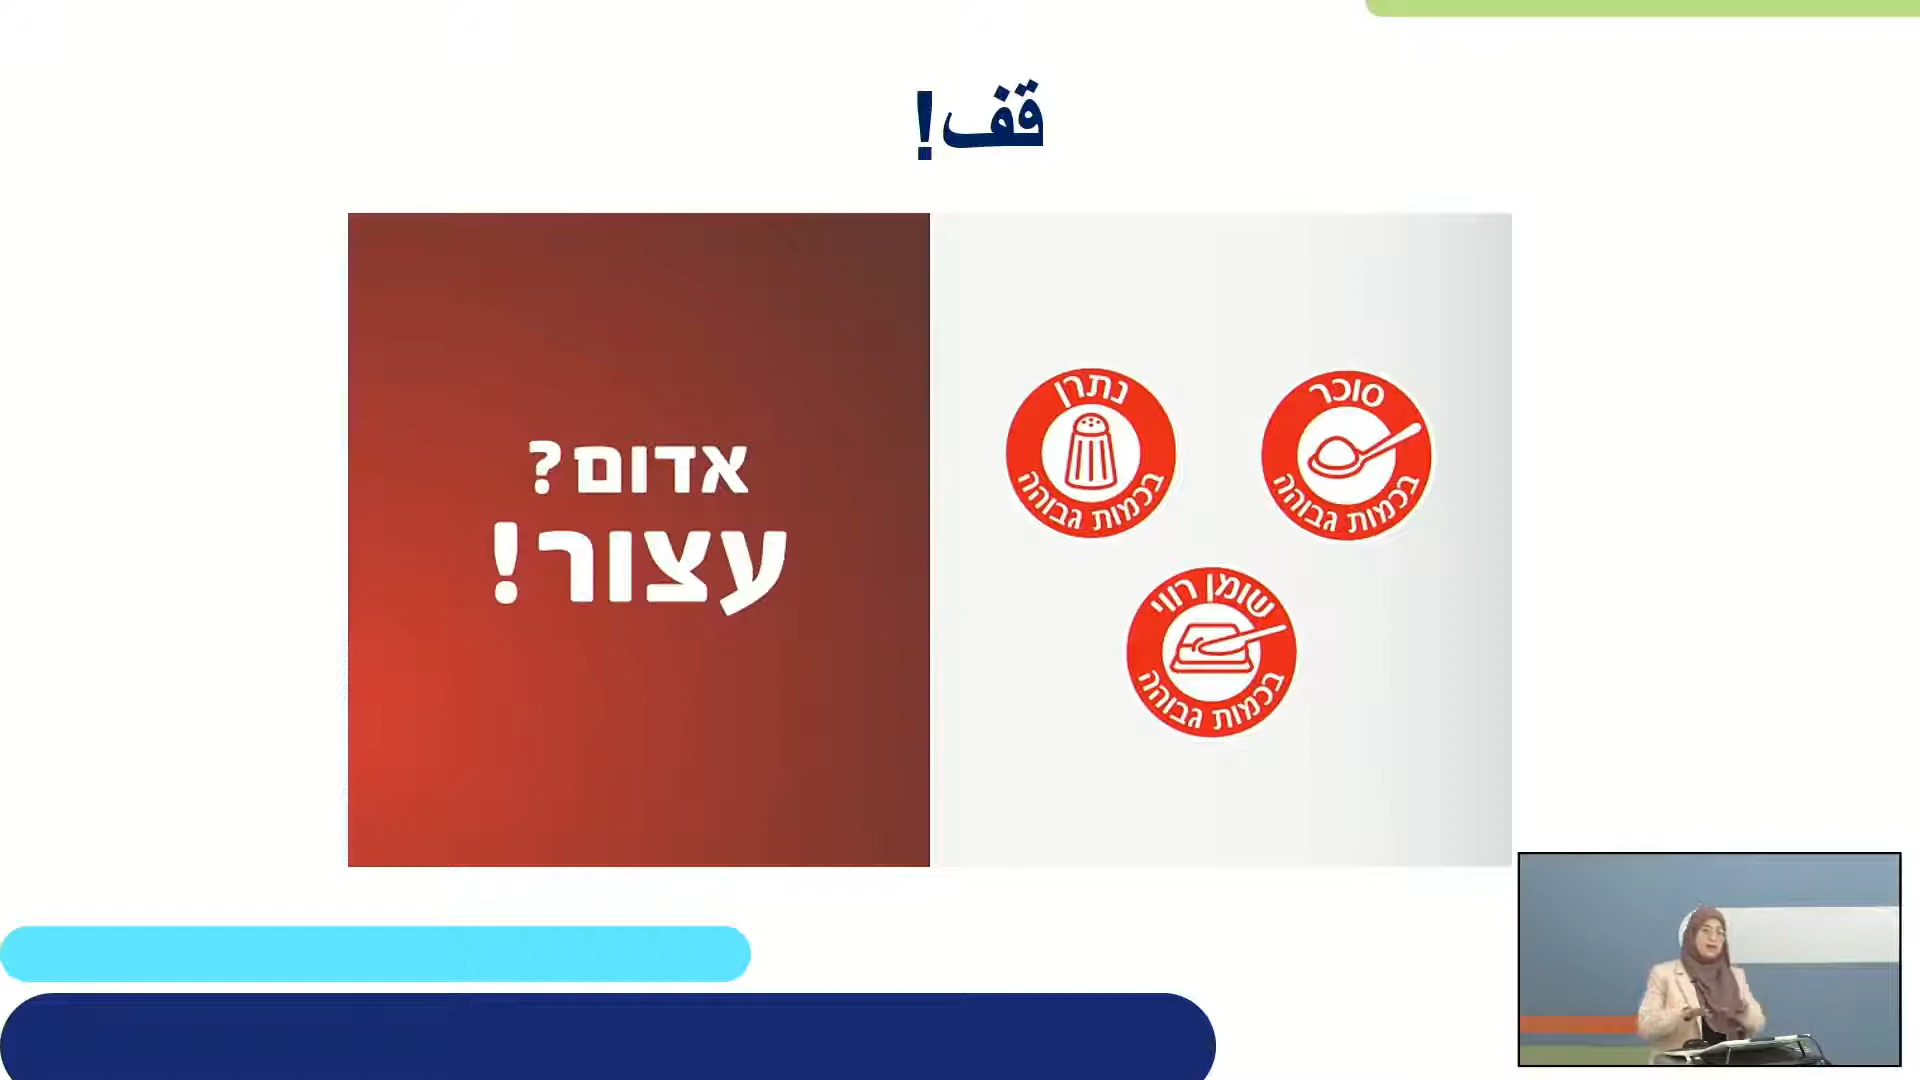 قف!
אדום?
עצור!
סוכר
בכמות גבוהה
נתרן
בכמות גבוהה
שומן רווי
בכמות גבוהה